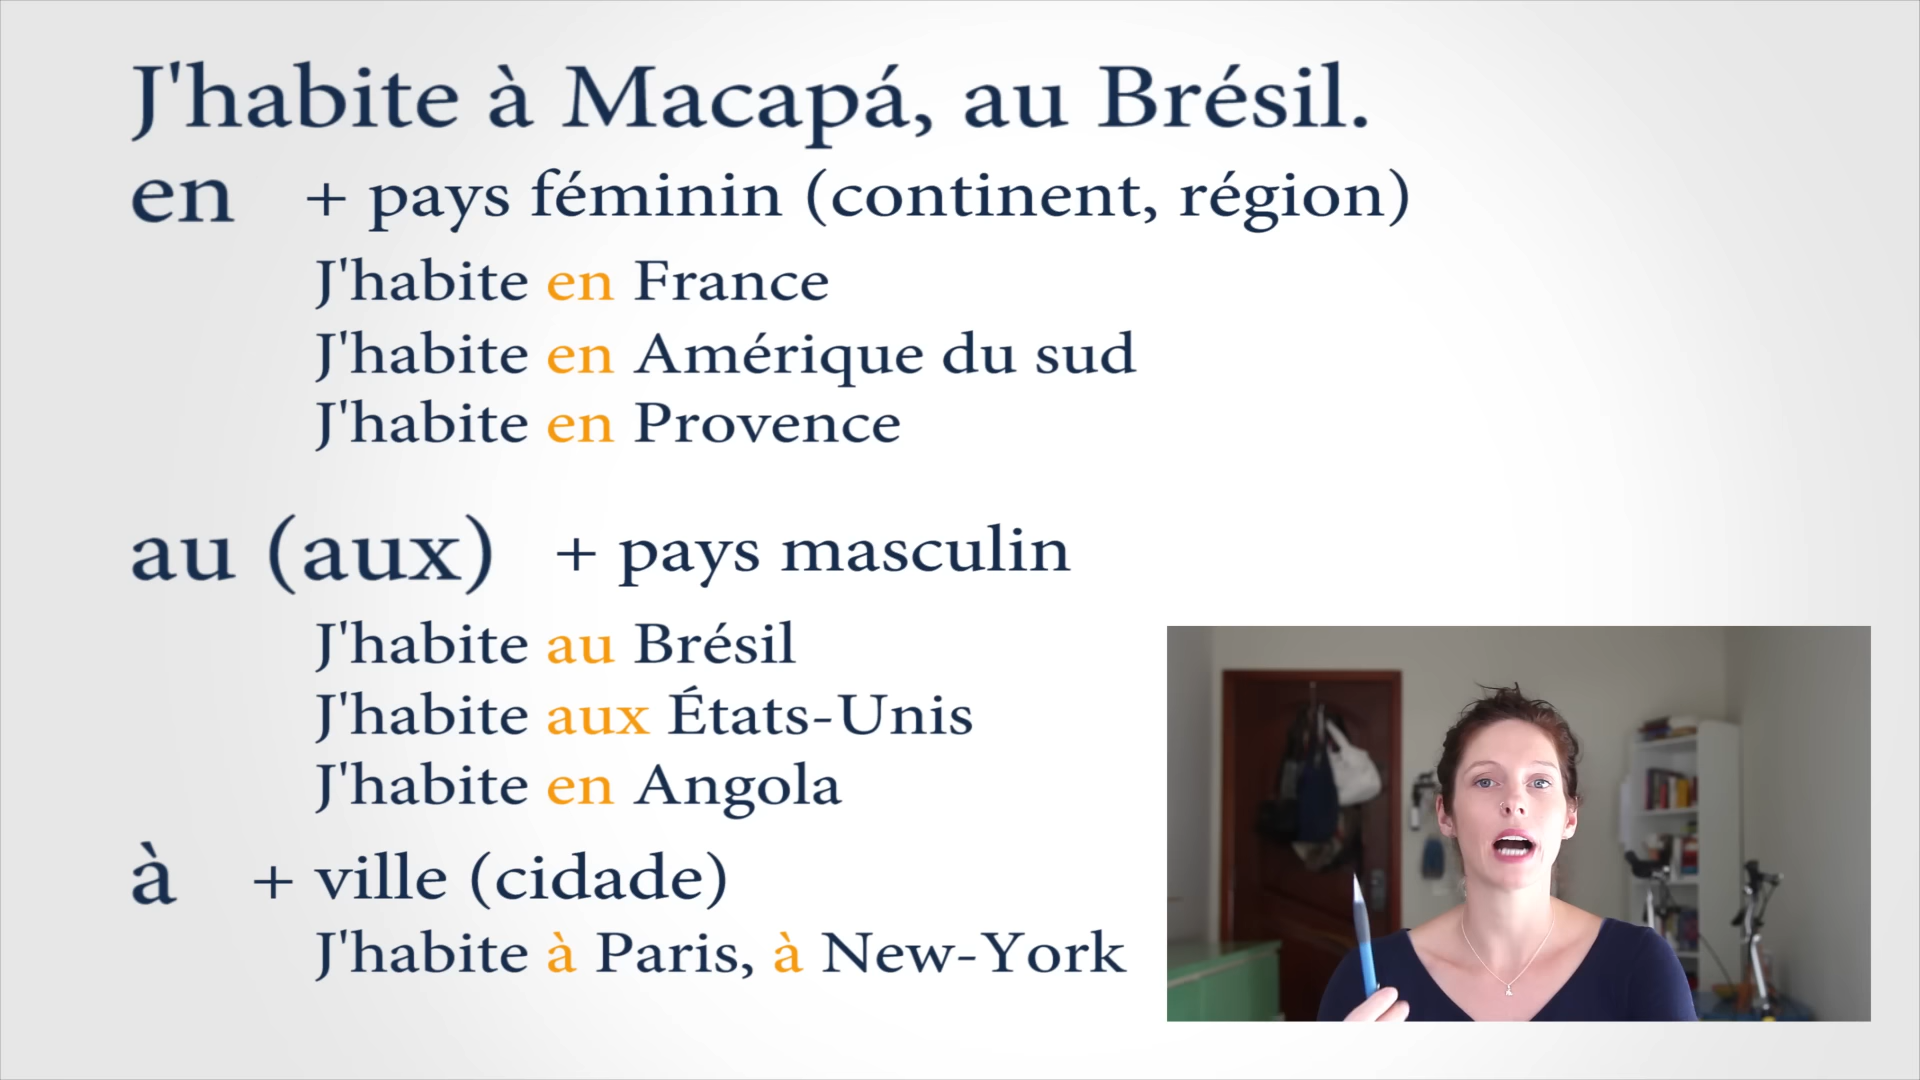 J'habite à Macapá, au Brésil.
en + pays féminin (continent, région)
J'habite en France
J'habite en Amérique du sud
J'habite en Provence
au (aux) + pays masculin
J'habite au Brésil
J'habite aux États-Unis
J'habite en Angola
à + ville (cidade)
J'habite à Paris, à New-York